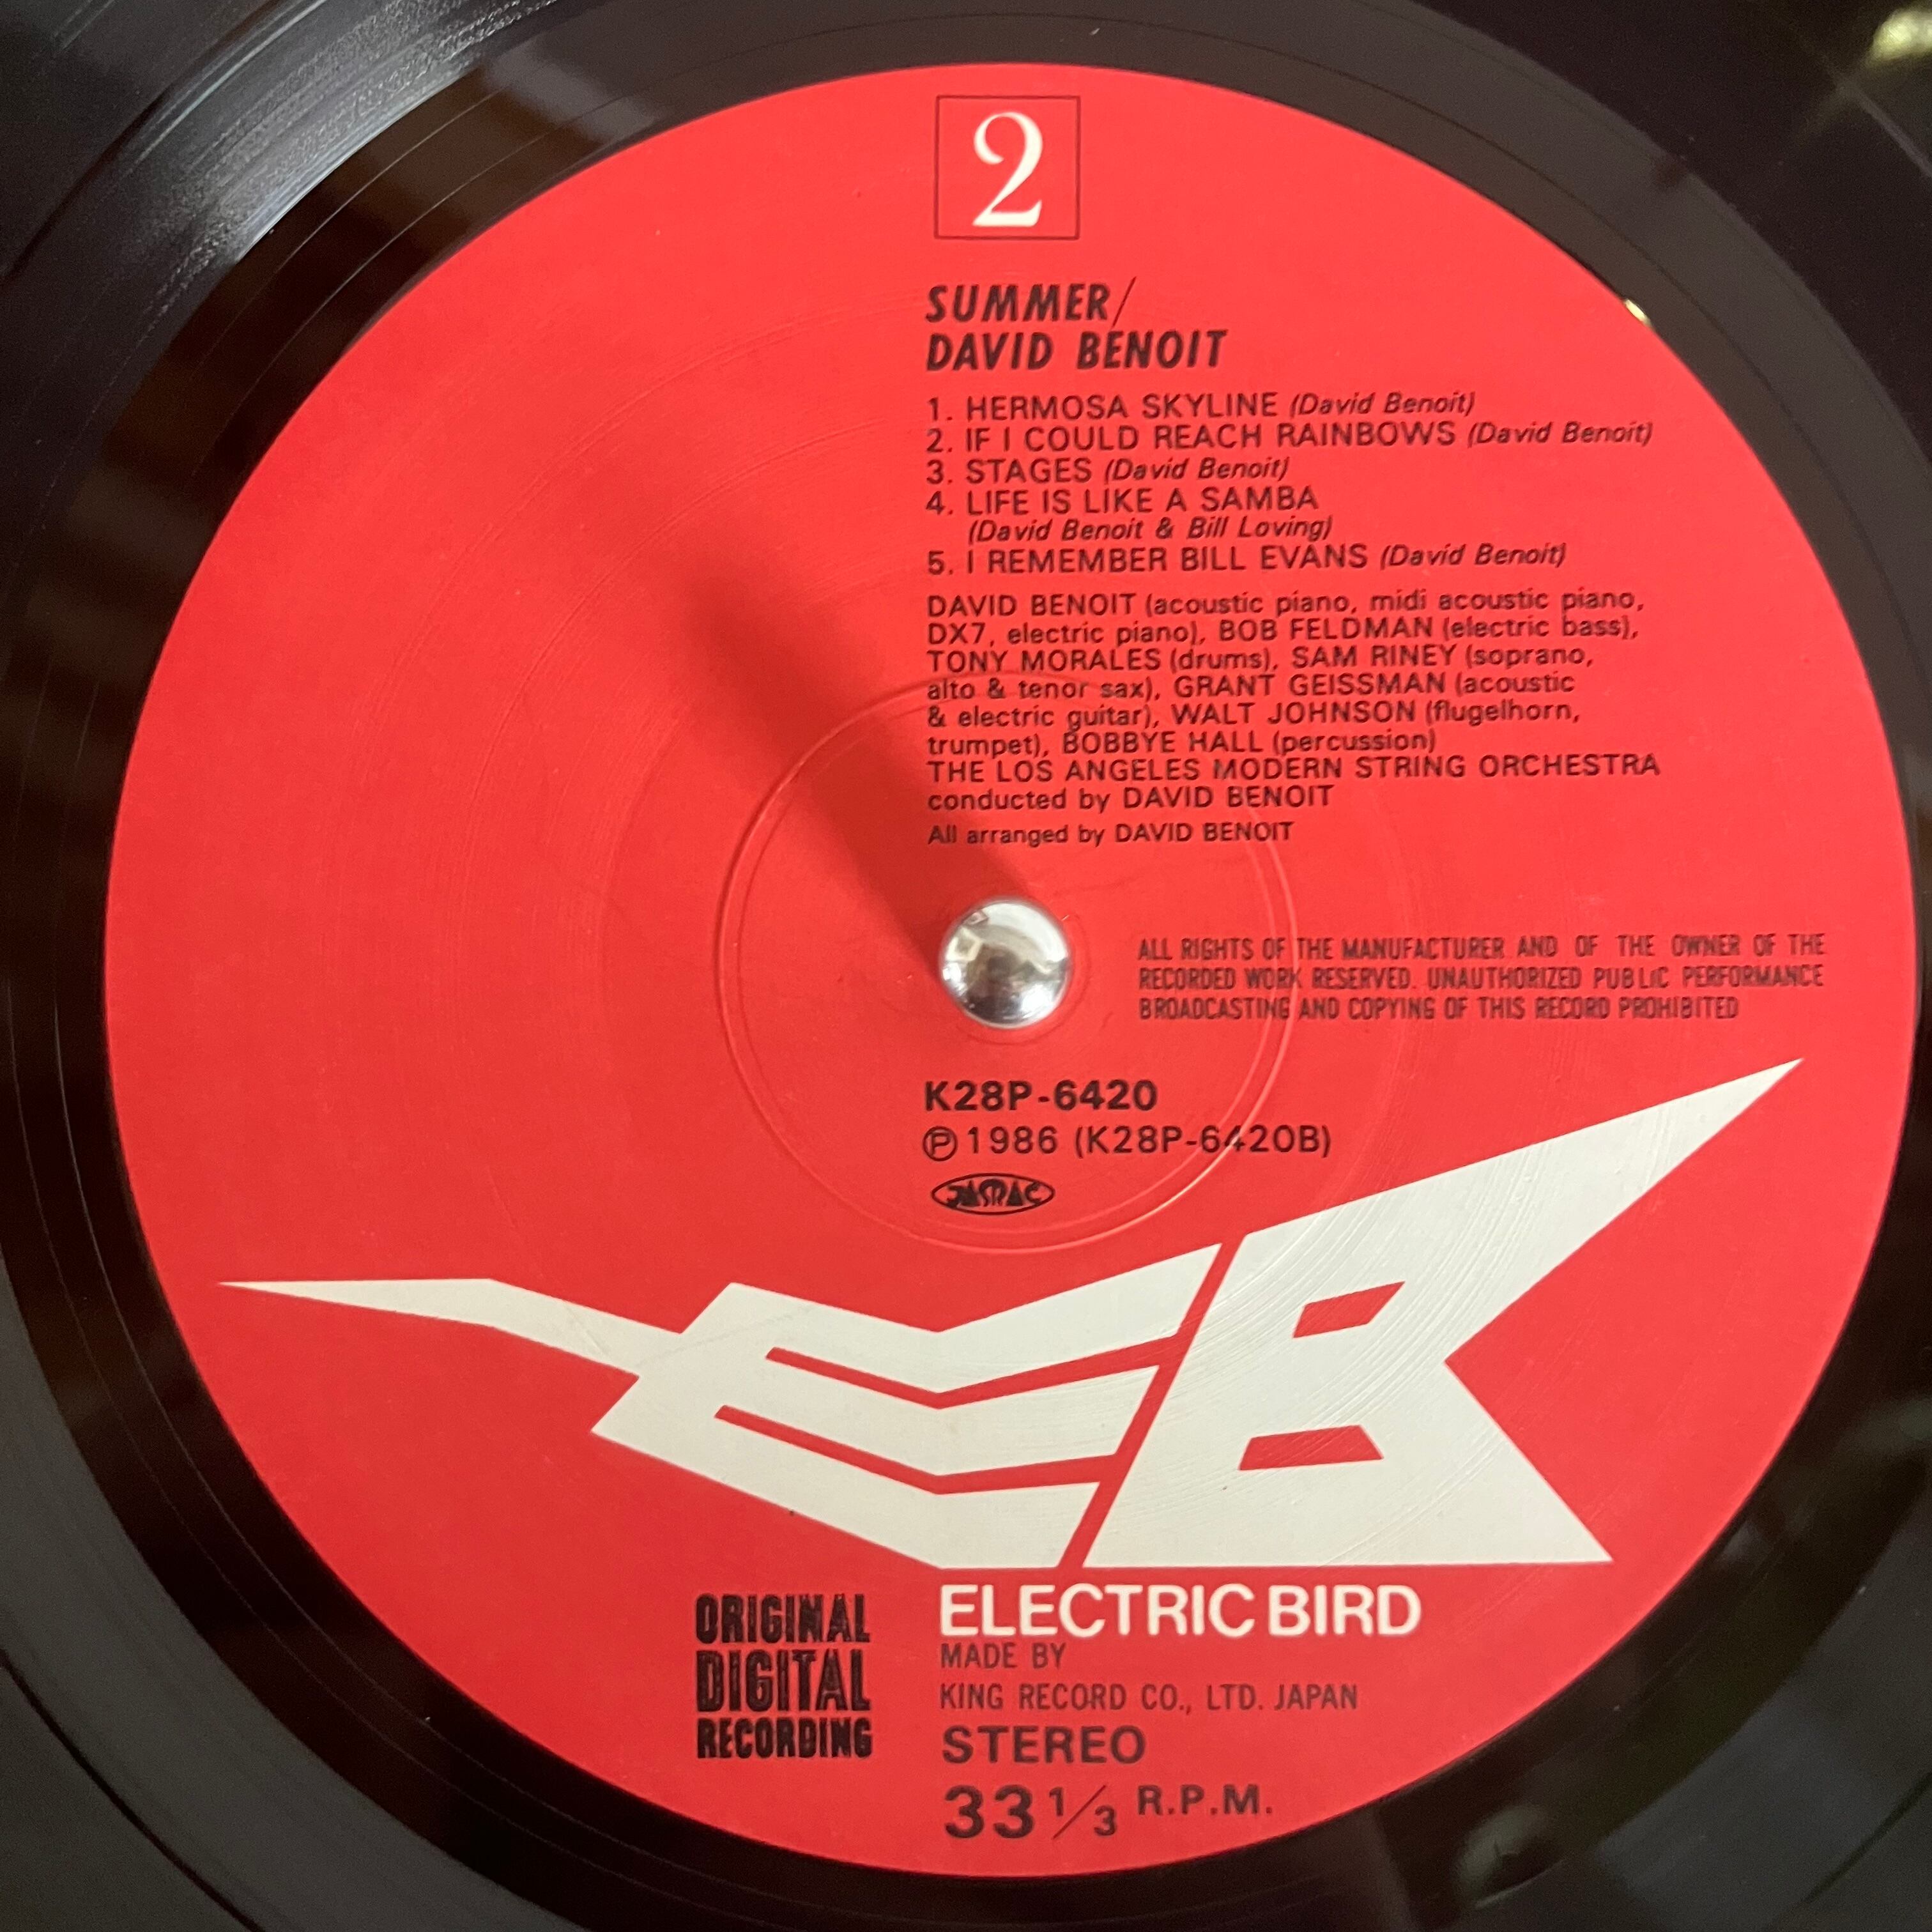 2
SUMMER/
DAVID BENOIT
1. HERMOSA SKYLINE (David Benoit)
2. IF I COULD REACH RAINBOWS (David Benoit)
3. STAGES (David Benoit)
4. LIFE IS LIKE A SAMBA
(David Benoit & Bill Loving)
5. I REMEMBER BILL EVANS (David Benoit)
DAVID BENOIT (acoustic piano, midi acoustic piano,
DX7, electric piano), BOB FELDMAN (electric bass),
TONY MORALES (drums), SAM RINEY (soprano,
alto & tenor sax), GRANT GEISSMAN (acoustic
& electric guitar), WALT JOHNSON (flugelhorn,
trumpet), BOBBYE HALL (percussion)
THE LOS ANGELES MODERN STRING ORCHESTRA
conducted by DAVID BENOIT
All arranged by DAVID BENOIT
ALL RIGHTS OF THE MANUFACTURER AND OF THE OWNER OF THE
RECORDED WORK RESERVED. UNAUTHORIZED PUBLIC PERFORMANCE
BROADCASTING AND COPYING OF THIS RECORD PROHIBITED
K28P-6420
Ⓟ1986 (K28P-6420B)
JASRAC
EB
ELECTRIC BIRD
MADE BY
KING RECORD CO., LTD. JAPAN
STEREO
33 1/3 R.P.M.
ORIGINAL
DIGITAL
RECORDING